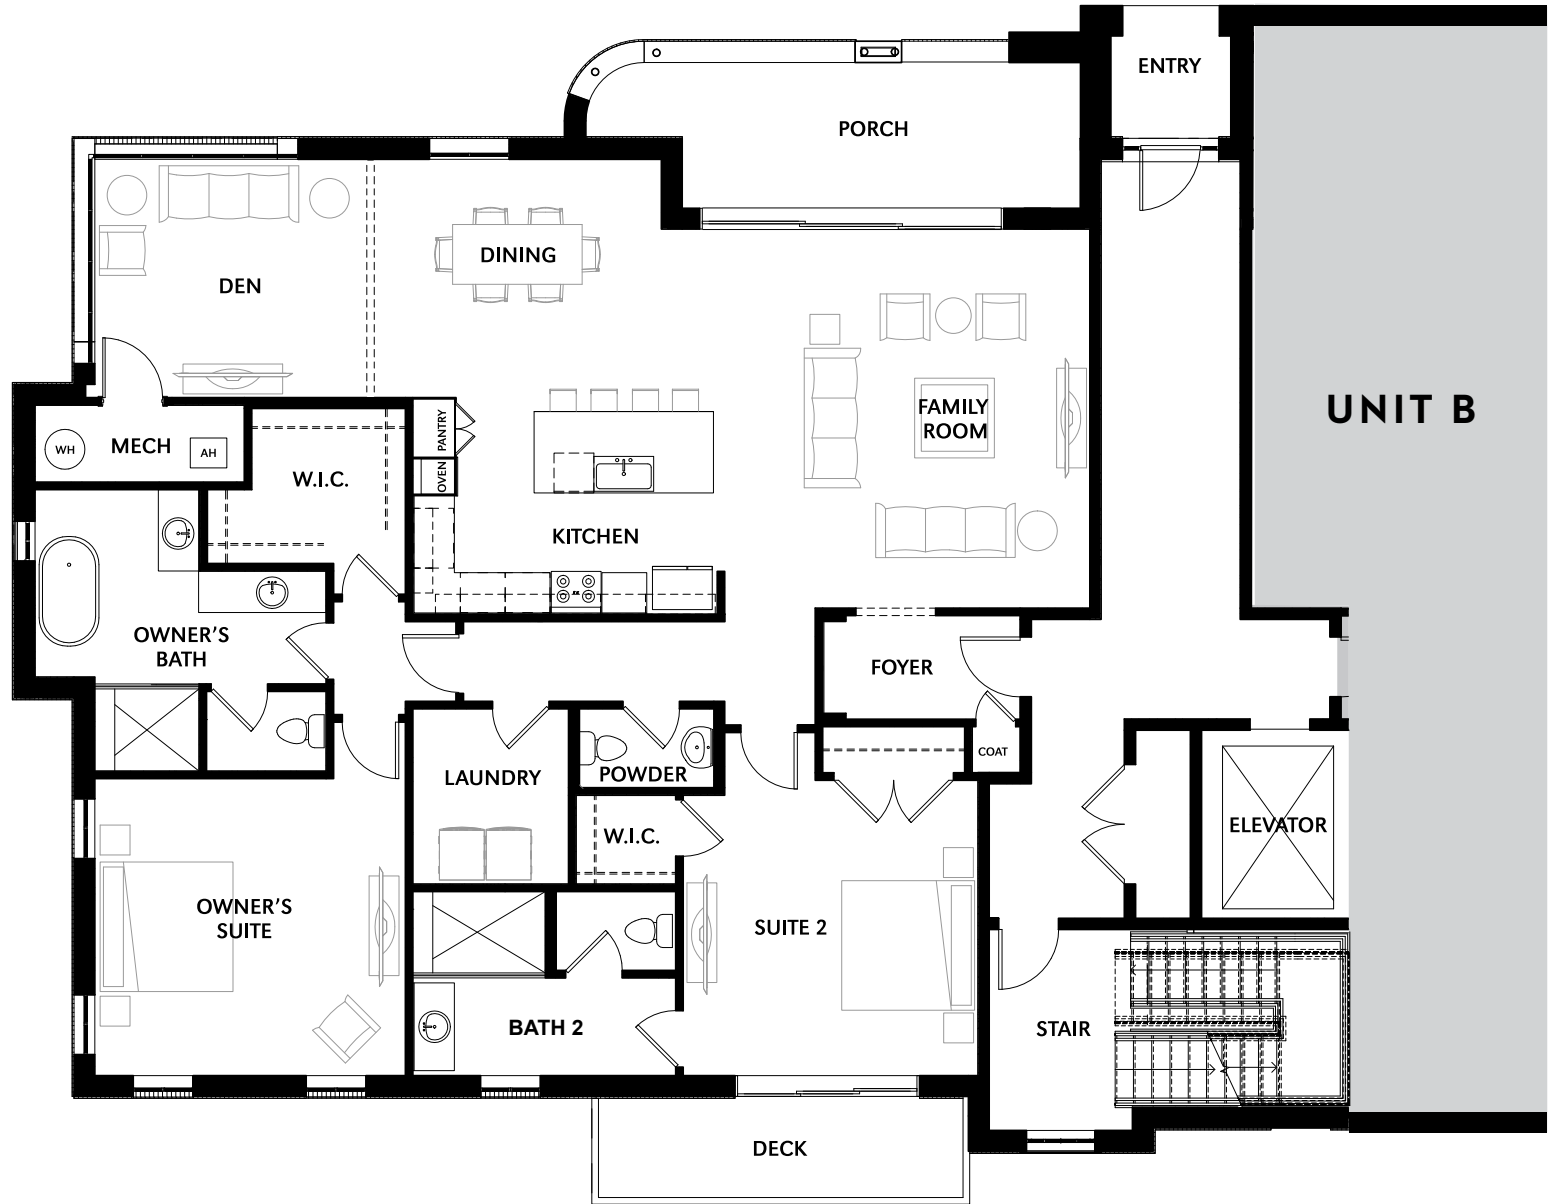 ENTRY
PORCH
DINING
DEN
FAMILY
ROOM
UNIT B
PANTRY
MECH
WH
AH
W.I.C.
OVEN
KITCHEN
OWNER'S
BATH
FOYER
COAT
LAUNDRY
POWDER
W.I.C.
ELEVATOR
OWNER'S
SUITE
SUITE 2
BATH 2
STAIR
DECK